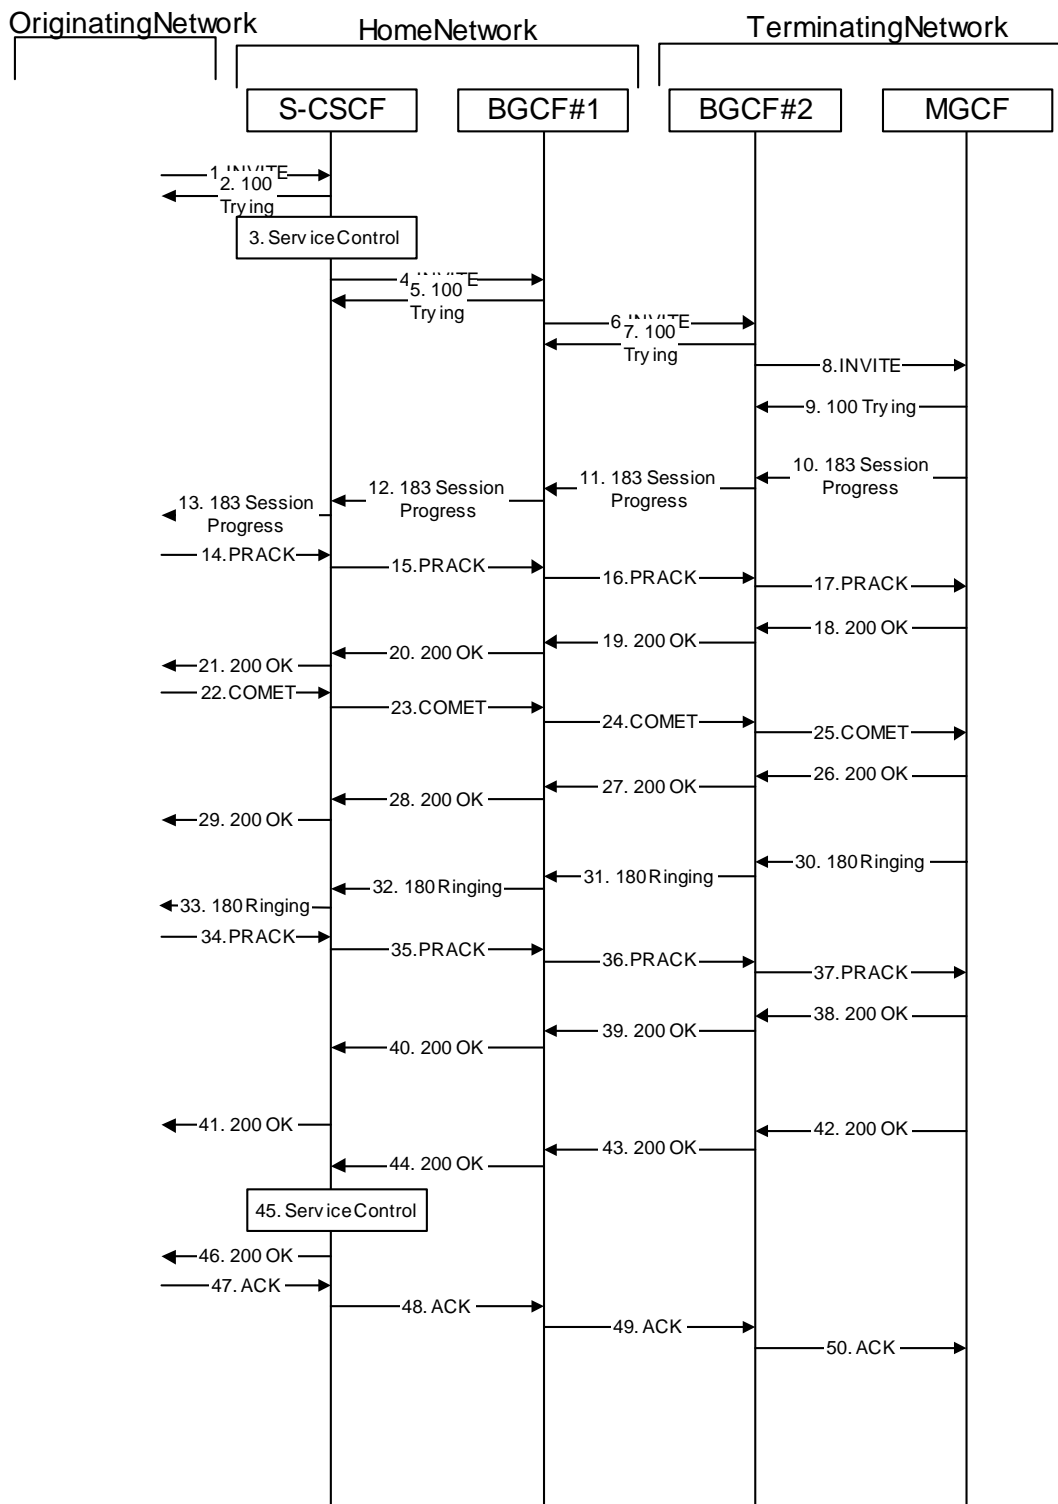 OriginatingNetwork
HomeNetwork
TerminatingNetwork
S-CSCF
BGCF#1
BGCF#2
MGCF
1.INVITE
2. 100
Trying
3. ServiceControl
4.INVITE
5. 100
Trying
6.INVITE
7. 100
Trying
8.INVITE
9. 100 Trying
10. 183 Session
Progress
11. 183 Session
Progress
12. 183 Session
Progress
13. 183 Session
Progress
14.PRACK
15.PRACK
16.PRACK
17.PRACK
18. 200 OK
19. 200 OK
20. 200 OK
21. 200 OK
22.COMET
23.COMET
24.COMET
25.COMET
26. 200 OK
27. 200 OK
28. 200 OK
29. 200 OK
30. 180 Ringing
31. 180 Ringing
32. 180 Ringing
33. 180 Ringing
34.PRACK
35.PRACK
36.PRACK
37.PRACK
38. 200 OK
39. 200 OK
40. 200 OK
41. 200 OK
42. 200 OK
43. 200 OK
44. 200 OK
45. ServiceControl
46. 200 OK
47. ACK
48. ACK
49. ACK
50. ACK